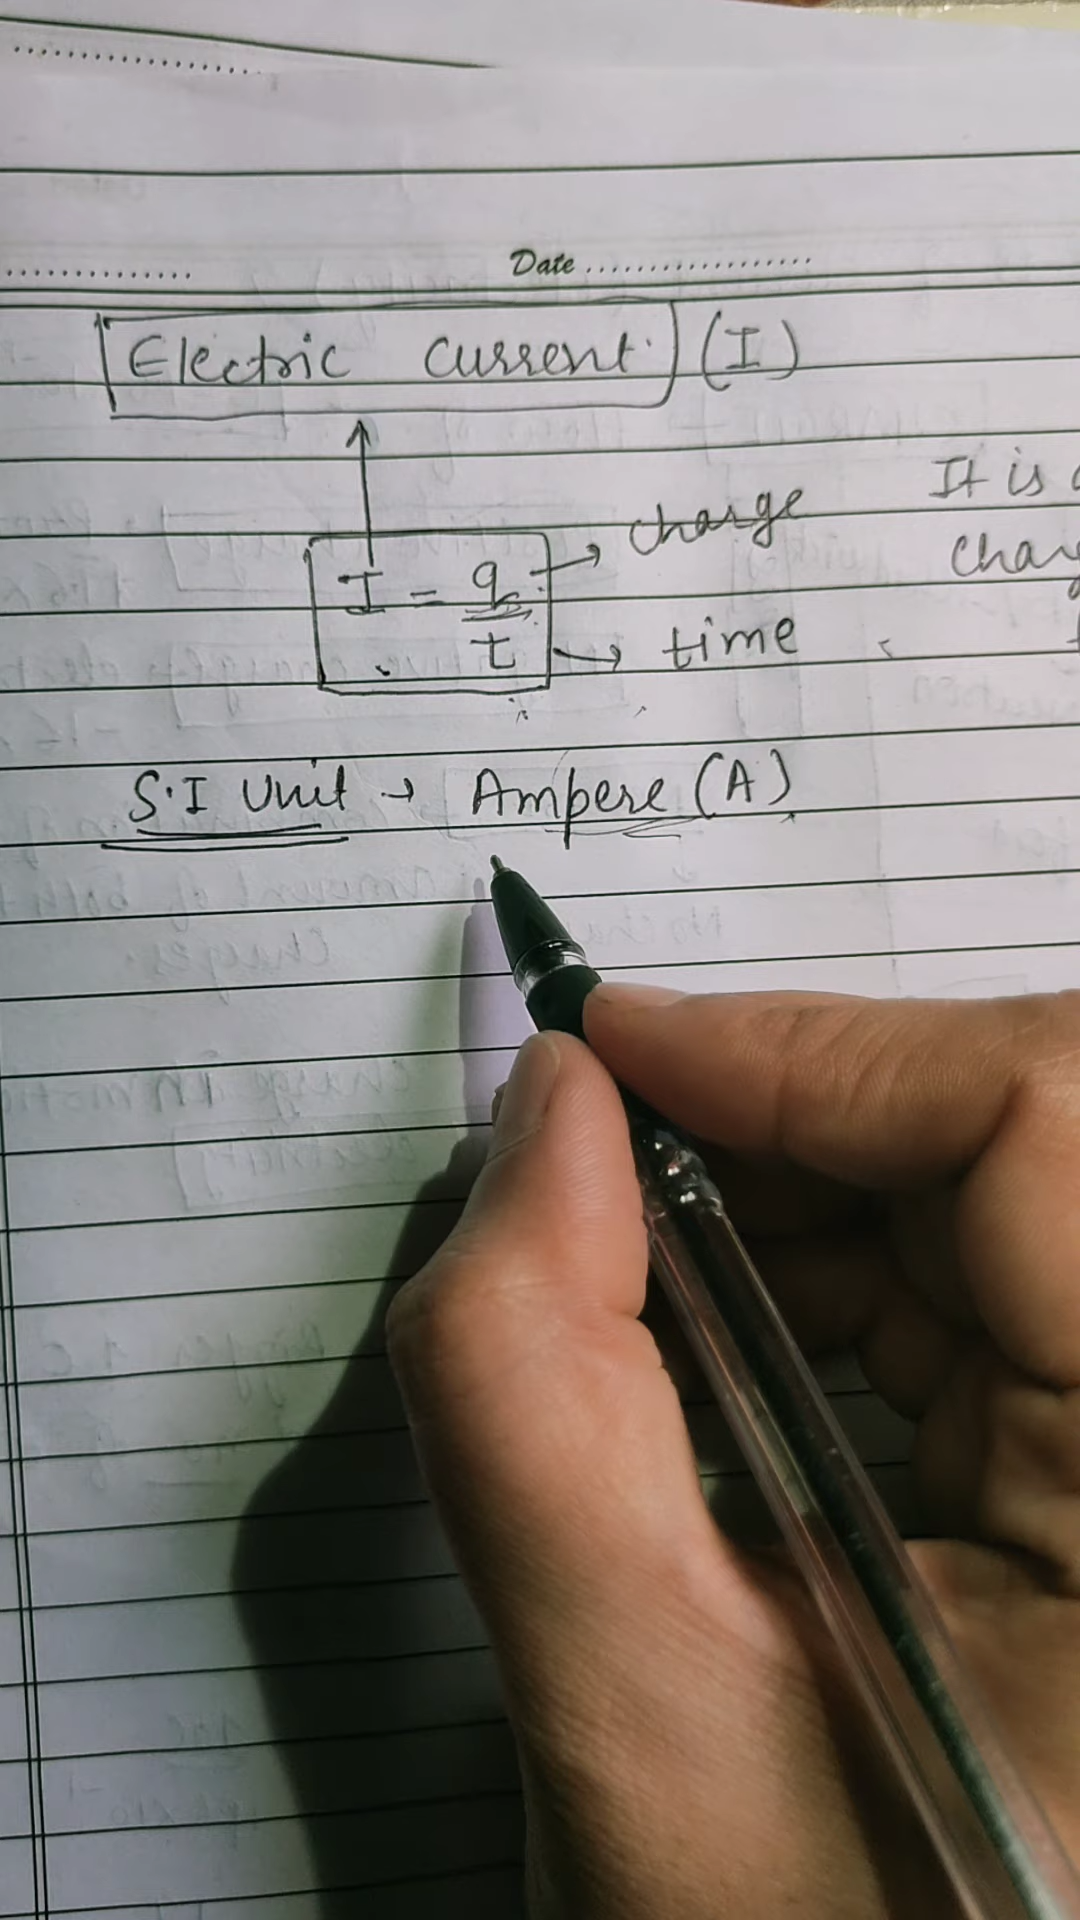 Date
Electric current (I)
It is
charge
I = q/t
time
S.I Unit → Ampere (A)